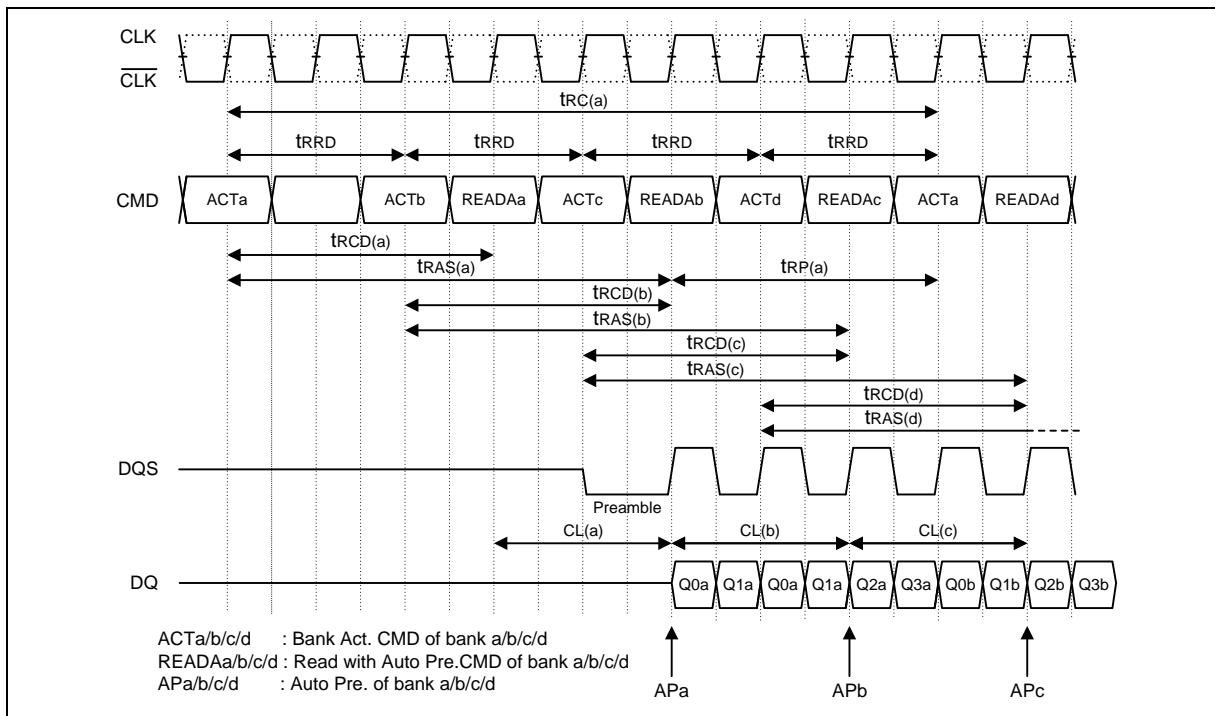 CLK
CLK
tRC(a)
tRRD tRRD tRRD tRRD
CMD ACTa ACTb READAa ACTc READAb ACTd READAc ACTa READAd
tRCD(a)
tRAS(a) tRP(a)
tRCD(b)
tRAS(b)
tRCD(c)
tRAS(c)
tRCD(d)
tRAS(d)
DQS
Preamble
CL(a) CL(b) CL(c)
DQ Q0a Q1a Q0a Q1a Q2a Q3a Q0b Q1b Q2b Q3b
ACTa/b/c/d : Bank Act. CMD of bank a/b/c/d
READAa/b/c/d : Read with Auto Pre.CMD of bank a/b/c/d
APa/b/c/d : Auto Pre. of bank a/b/c/d
APa APb APc